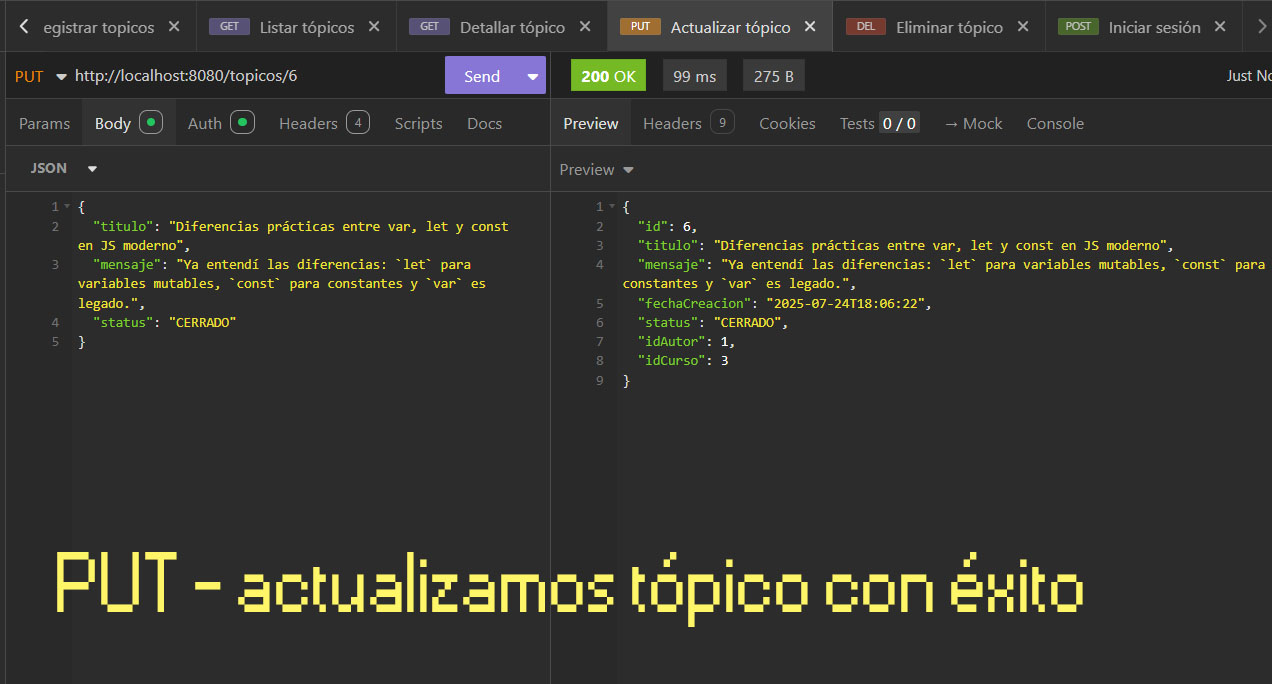 egistrar topicos
GET Listar tópicos
GET Detallar tópico
PUT Actualizar tópico
DEL Eliminar tópico
POST Iniciar sesión
PUT http://localhost:8080/topicos/6 Send
200 OK 99 ms 275 B Just No
Params Body Auth Headers 4 Scripts Docs
Preview Headers 9 Cookies Tests 0 / 0 → Mock Console
JSON
Preview
1 {
2 "titulo": "Diferencias prácticas entre var, let y const
en JS moderno",
3 "mensaje": "Ya entendí las diferencias: `let` para
variables mutables, `const` para constantes y `var` es
legado.",
4 "status": "CERRADO"
5 }
1 {
2 "id": 6,
3 "titulo": "Diferencias prácticas entre var, let y const en JS moderno",
4 "mensaje": "Ya entendí las diferencias: `let` para variables mutables, `const` para
constantes y `var` es legado.",
5 "fechaCreacion": "2025-07-24T18:06:22",
6 "status": "CERRADO",
7 "idAutor": 1,
8 "idCurso": 3
9 }
PUT - actualizamos tópico con éxito